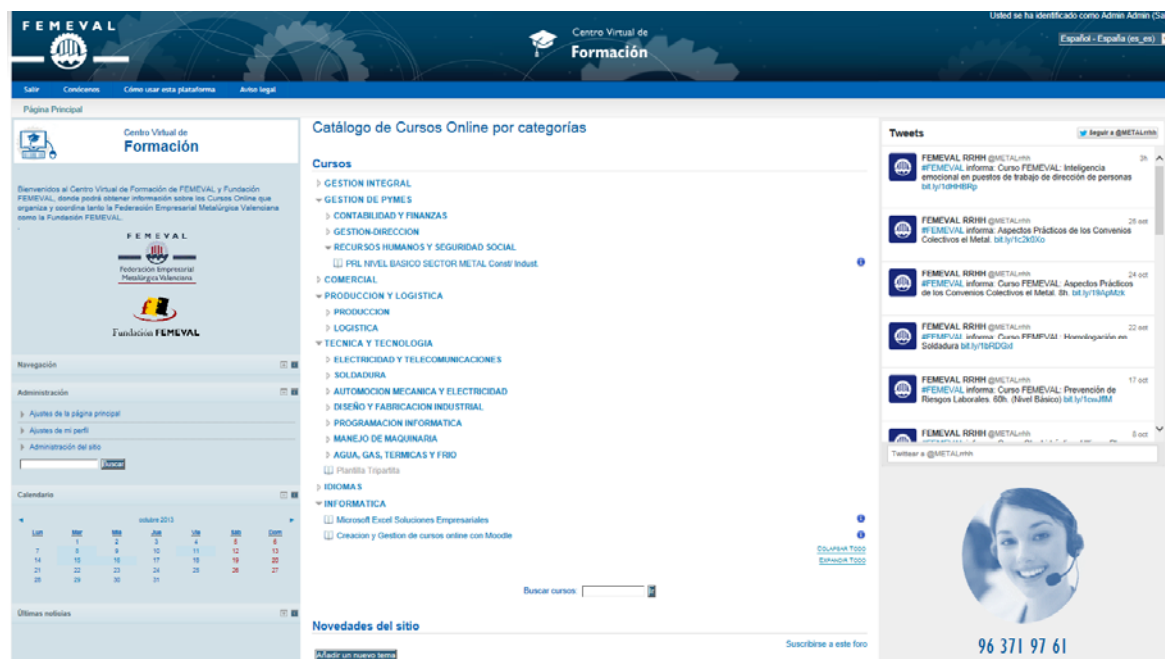 FEMEVAL
Centro Virtual de
Formación
Usted se ha identificado como Admin Admin (Sa
Español - España (es_es)
Salir Conócenos Cómo usar esta plataforma Aviso legal
Página Principal
Centro Virtual de
Formación
Bienvenidos al Centro Virtual de Formación de FEMEVAL y Fundación
FEMEVAL, donde podrá obtener información sobre los Cursos Online que
organiza y coordina tanto la Federación Empresarial Metalúrgica Valenciana
como la Fundación FEMEVAL.
FEMEVAL
Federación Empresarial
Metalúrgica Valenciana
Fundación FEMEVAL
Navegación
Administración
Ajustes de la página principal
Ajustes de mi perfil
Administración del sitio
Buscar
Calendario
octubre 2013
Lun Mar Mié Jue Vie Sáb Dom
1 2 3 4 5 6
7 8 9 10 11 12 13
14 15 16 17 18 19 20
21 22 23 24 25 26 27
28 29 30 31
Últimas noticias
Catálogo de Cursos Online por categorías
Cursos
GESTION INTEGRAL
GESTION DE PYMES
CONTABILIDAD Y FINANZAS
GESTION-DIRECCION
RECURSOS HUMANOS Y SEGURIDAD SOCIAL
PRL NIVEL BASICO SECTOR METAL Const/ Indust.
COMERCIAL
PRODUCCION Y LOGISTICA
PRODUCCION
LOGISTICA
TECNICA Y TECNOLOGIA
ELECTRICIDAD Y TELECOMUNICACIONES
SOLDADURA
AUTOMOCION MECANICA Y ELECTRICIDAD
DISEÑO Y FABRICACION INDUSTRIAL
PROGRAMACION INFORMATICA
MANEJO DE MAQUINARIA
AGUA, GAS, TERMICAS Y FRIO
Plantilla Tripartita
IDIOMAS
INFORMATICA
Microsoft Excel Soluciones Empresariales
Creacion y Gestion de cursos online con Moodle
COLAPSAR TODO
EXPANDIR TODO
Buscar cursos: Ir
Novedades del sitio
Suscribirse a este foro
Añadir un nuevo tema
Tweets Seguir a @METALrrhh
FEMEVAL RRHH @METALrrhh 3h
#FEMEVAL informa: Curso FEMEVAL: Inteligencia
emocional en puestos de trabajo de dirección de personas
bit.ly/1dHHBRp
FEMEVAL RRHH @METALrrhh 25 oct
#FEMEVAL informa: Aspectos Prácticos de los Convenios
Colectivos el Metal. bit.ly/1c2k0Xo
FEMEVAL RRHH @METALrrhh 24 oct
#FEMEVAL informa: Curso FEMEVAL: Aspectos Prácticos
de los Convenios Colectivos el Metal. 8h. bit.ly/19ApMzk
FEMEVAL RRHH @METALrrhh 22 oct
#FEMEVAL informa: Curso FEMEVAL: Homologación en
Soldadura bit.ly/1bRDGxl
FEMEVAL RRHH @METALrrhh 17 oct
#FEMEVAL informa: Curso FEMEVAL: Prevención de
Riesgos Laborales. 60h. (Nivel Básico)
FEMEVAL RRHH @METALrrhh 8 oct
Twittear a @METALrrhh
96 371 97 61